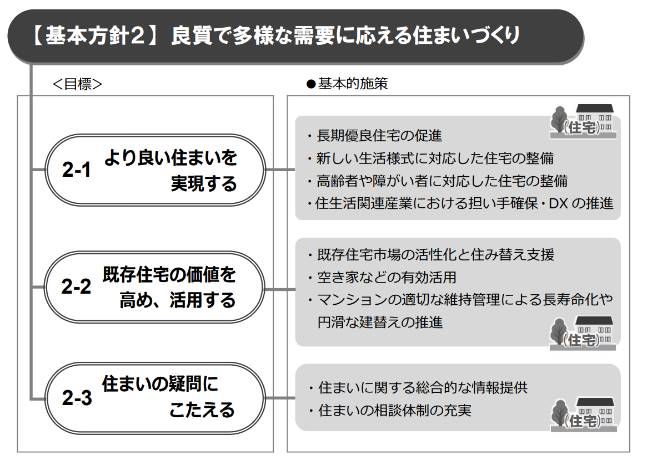 【基本方針２】 良質で多様な需要に応える住まいづくり
＜目標＞
●基本的施策
2-1 より良い住まいを
実現する
・長期優良住宅の促進
・新しい生活様式に対応した住宅の整備
・高齢者や障がい者に対応した住宅の整備
・住生活関連産業における担い手確保・DXの推進
(住宅)
2-2 既存住宅の価値を
高め、活用する
・既存住宅市場の活性化と住み替え支援
・空き家などの有効活用
・マンションの適切な維持管理による長寿命化や
円滑な建替えの推進
(住宅)
2-3 住まいの疑問に
こたえる
・住まいに関する総合的な情報提供
・住まいの相談体制の充実
(住宅)